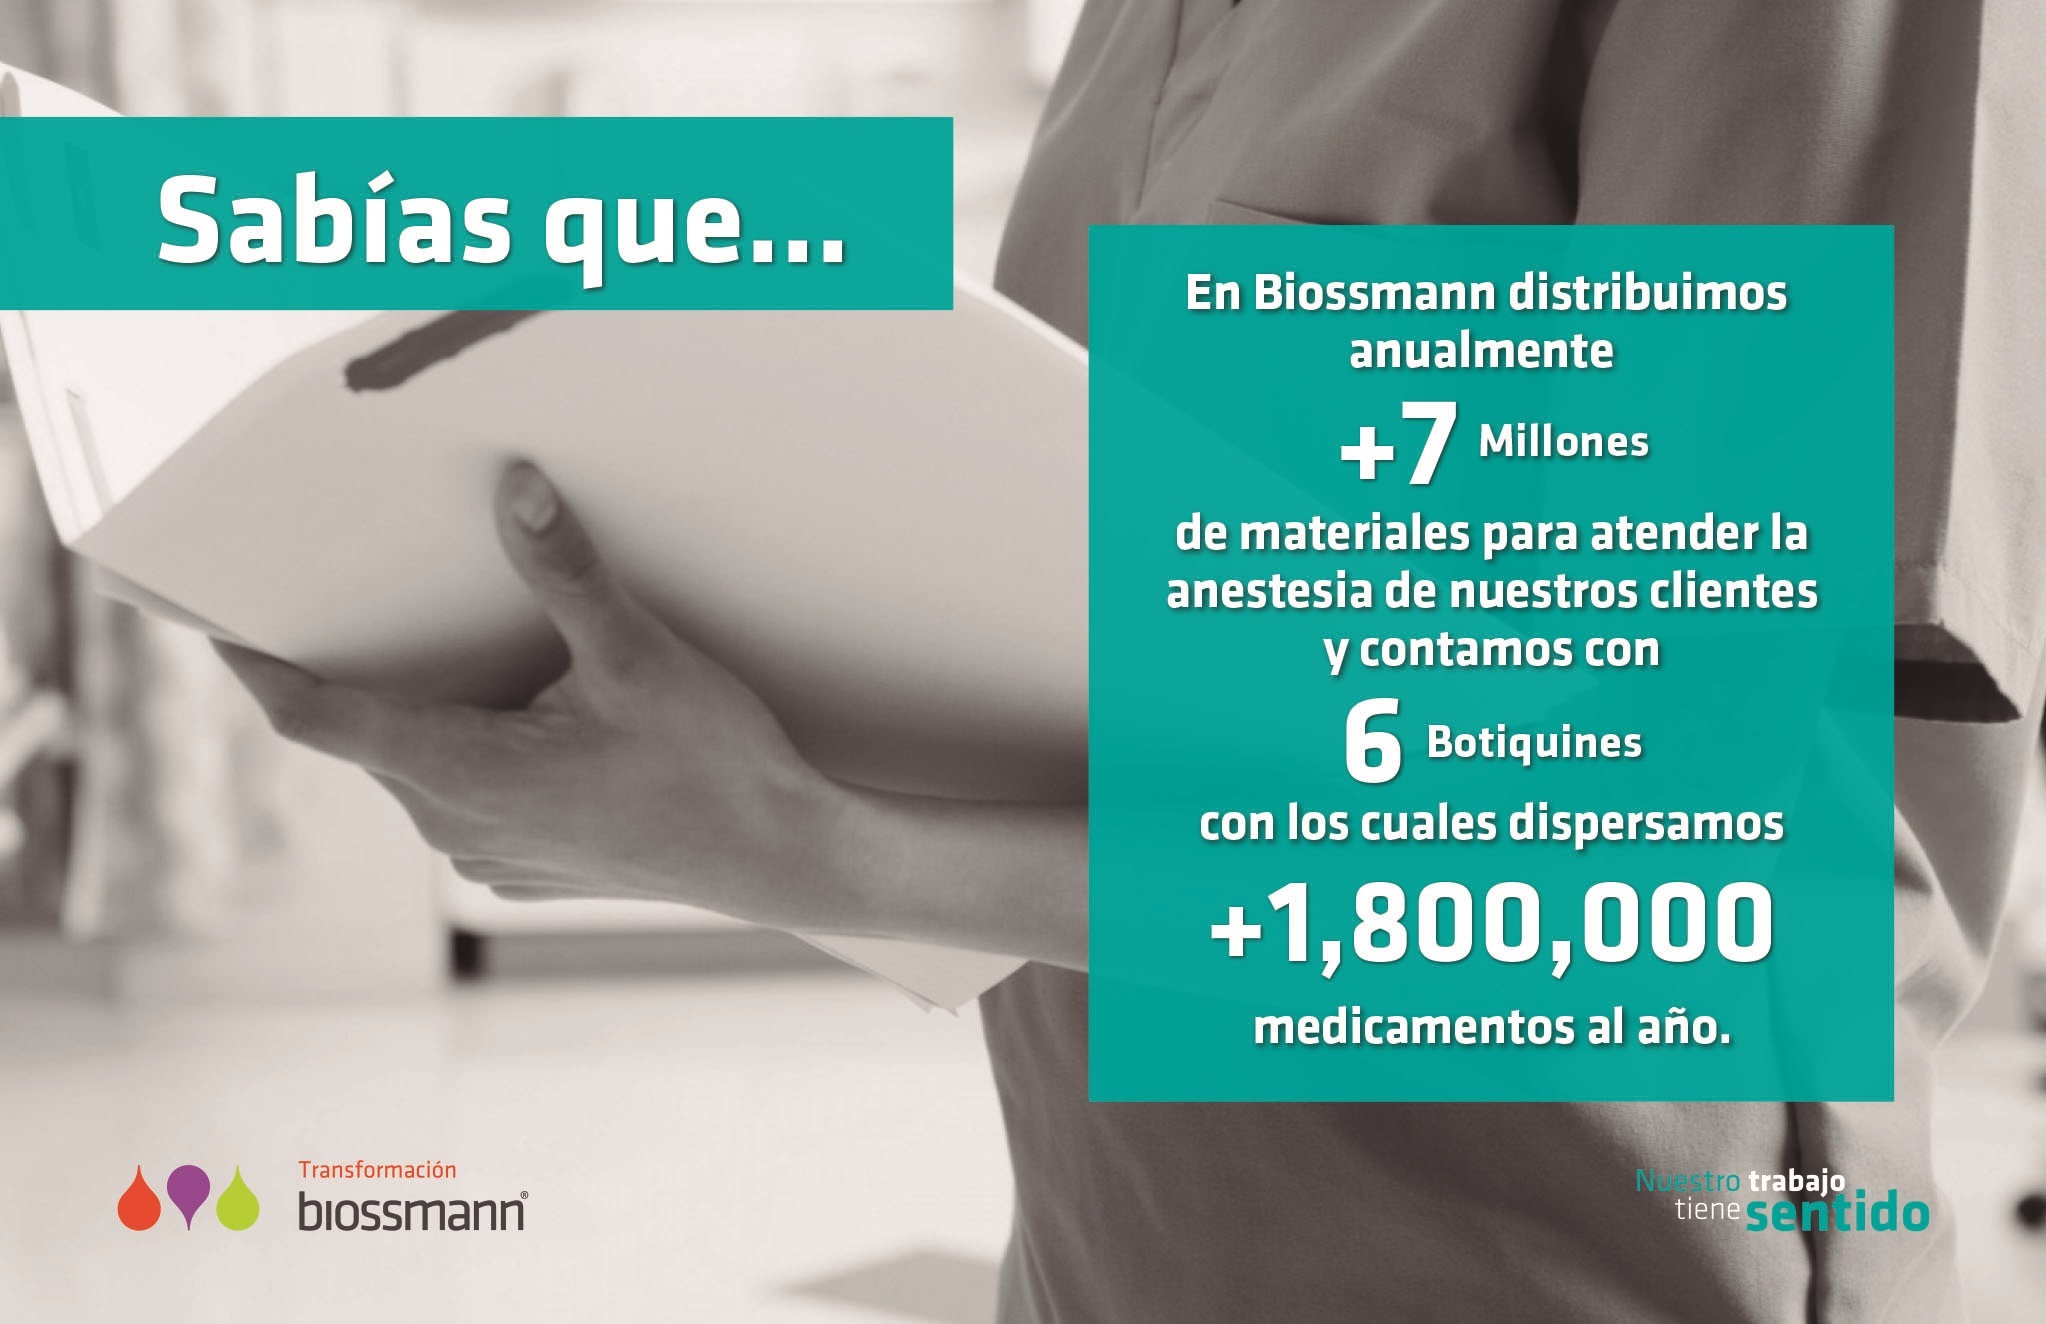 Sabías que...
En Biossmann distribuimos
anualmente
+7 Millones
de materiales para atender la
anestesia de nuestros clientes
y contamos con
6 Botiquines
con los cuales dispersamos
+1,800,000
medicamentos al año.
Transformación
biossmann®
Nuestro trabajo
tiene sentido